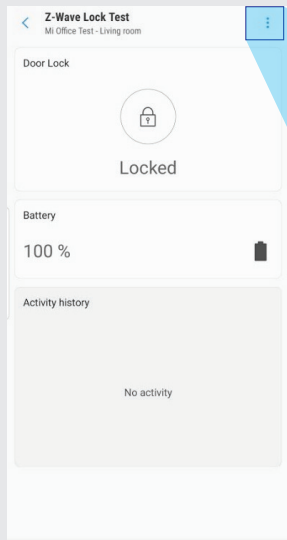 Z-Wave Lock Test
Mi Office Test - Living room
Door Lock
Locked
Battery
100 %
Activity history
No activity